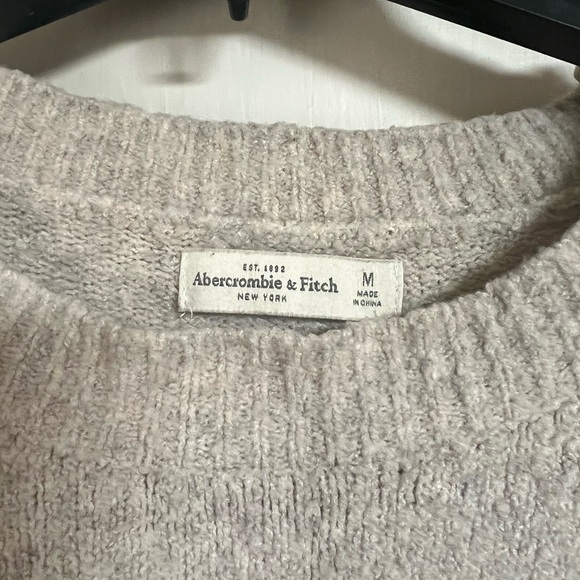 EST. 1892
Abercrombie & Fitch
NEW YORK
M
MADE
IN CHINA